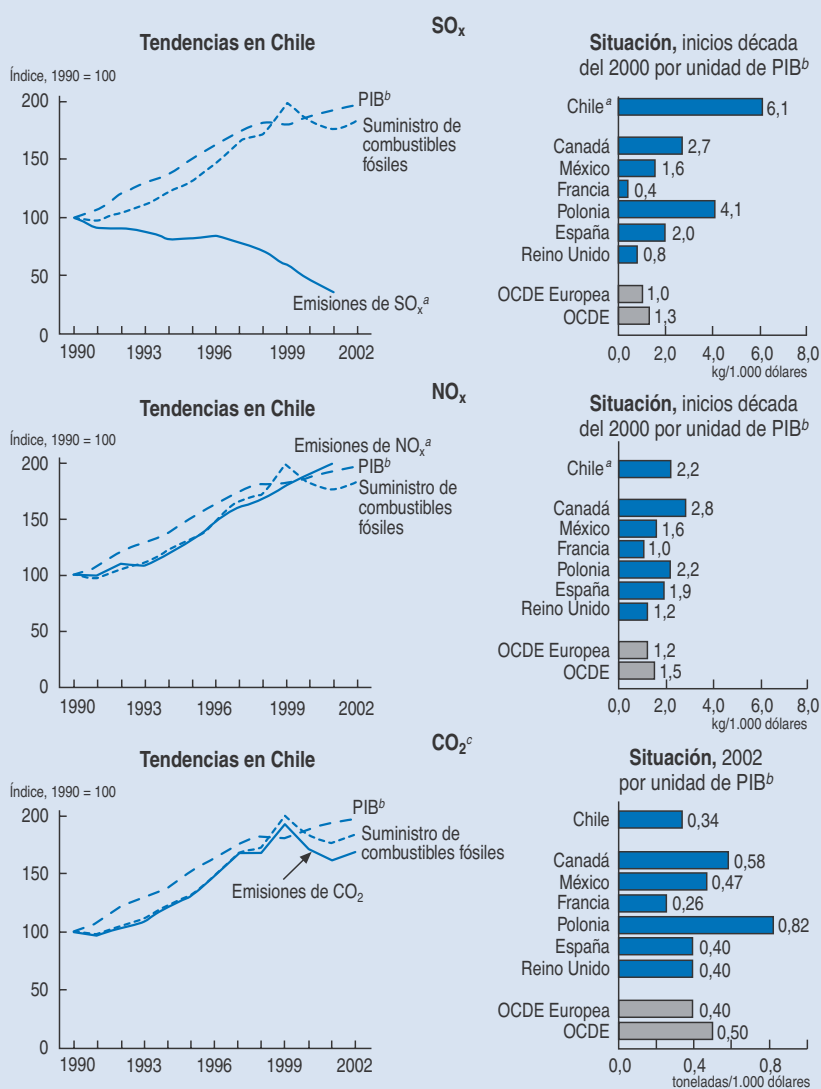 SOx
Tendencias en Chile
Índice, 1990 = 100
200
150
100
50
0
1990 1993 1996 1999 2002
PIBb
Suministro de
combustibles
fósiles
Emisiones de SOxa
Situación, inicios década
del 2000 por unidad de PIBb
Chilea 6,1
Canadá 2,7
México 1,6
Francia 0,4
Polonia 4,1
España 2,0
Reino Unido 0,8
OCDE Europea 1,0
OCDE 1,3
0,0 2,0 4,0 6,0 8,0
kg/1.000 dólares
NOx
Tendencias en Chile
Índice, 1990 = 100
200
150
100
50
0
1990 1993 1996 1999 2002
Emisiones de NOxa
PIBb
Suministro de
combustibles
fósiles
Situación, inicios década
del 2000 por unidad de PIBb
Chilea 2,2
Canadá 2,8
México 1,6
Francia 1,0
Polonia 2,2
España 1,9
Reino Unido 1,2
OCDE Europea 1,2
OCDE 1,5
0,0 2,0 4,0 6,0 8,0
kg/1.000 dólares
CO2c
Tendencias en Chile
Índice, 1990 = 100
200
150
100
50
0
1990 1993 1996 1999 2002
PIBb
Suministro de
combustibles fósiles
Emisiones de CO2
Situación, 2002
por unidad de PIBb
Chile 0,34
Canadá 0,58
México 0,47
Francia 0,26
Polonia 0,82
España 0,40
Reino Unido 0,40
OCDE Europea 0,40
OCDE 0,50
0,0 0,4 0,8
toneladas/1.000 dólares